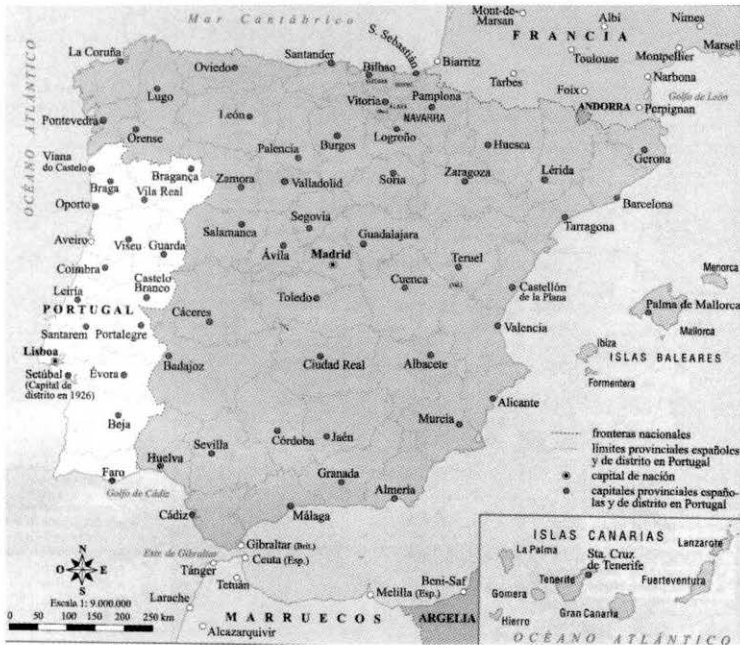 Mar Cantábrico
Mont-de-
Marsan
Albi
Nimes
FRANCIA
La Coruña
Oviedo
Santander
S. Sebastián
Bilbao
Biarritz
Toulouse
Montpellier
Marsell
Lugo
Tarbes
Narbona
Foix
Golfo de León
Vitoria
ALAVA
Pamplona
ANDORRA
Perpignan
NAVARRA
OCÉANO ATLÁNTICO
Pontevedra
Orense
León
Logroño
Burgos
Huesca
Palencia
Gerona
Viana
do Castelo
Bragança
Braga
Vila Real
Zamora
Valladolid
Soria
Zaragoza
Lérida
Barcelona
Oporto
Segovia
Tarragona
Salamanca
Aveiro
Viseu
Guarda
Ávila
Madrid
Guadalajara
Teruel
Menorca
Coimbra
Castelo
Branco
Cuenca
Castellón
de la Plana
Leiría
Toledo
Palma de Mallorca
PORTUGAL
Cáceres
Santarem
Portalegre
Valencia
Mallorca
Lisboa
Ibiza
ISLAS BALEARES
Setúbal
(Capital de
distrito en 1926)
Évora
Badajoz
Ciudad Real
Albacete
Formentera
Beja
Alicante
Murcia
Córdoba
Jaén
Sevilla
Huelva
Faro
Golfo de Cádiz
Granada
Almería
Cádiz
Málaga
fronteras nacionales
límites provinciales españoles
y de distrito en Portugal
capital de nación
capitales provinciales españo-
las y de distrito en Portugal
Gibraltar (Brit.)
Estr. de Gibraltar
Ceuta (Esp.)
Tánger
Tetuán
Melilla (Esp.)
Beni-Saf
Larache
MARRUECOS
ARGELIA
Alcazarquivir
N
O E
S
Escala 1: 9.000.000
0 50 100 150 200 250 km
ISLAS CANARIAS
La Palma
Sta. Cruz
de Tenerife
Lanzarote
Tenerife
Gomera
Fuerteventura
Hierro
Gran Canaria
OCÉANO ATLÁNTICO